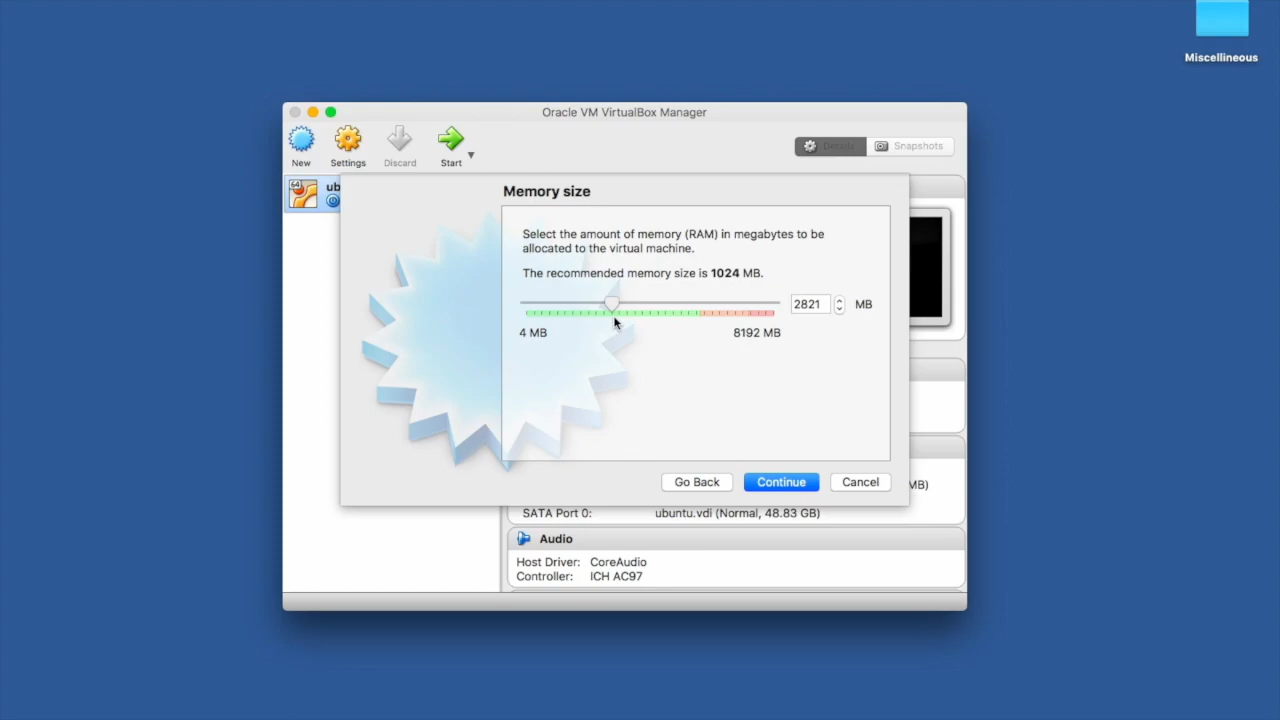 Miscellineous
Oracle VM VirtualBox Manager
New
Settings
Discard
Start
Details
Snapshots
64
ub
Memory size
Select the amount of memory (RAM) in megabytes to be
allocated to the virtual machine.
The recommended memory size is 1024 MB.
2821 MB
4 MB
8192 MB
Go Back
Continue
Cancel
MB)
SATA Port 0: ubuntu.vdi (Normal, 48.83 GB)
Audio
Host Driver: CoreAudio
Controller: ICH AC97